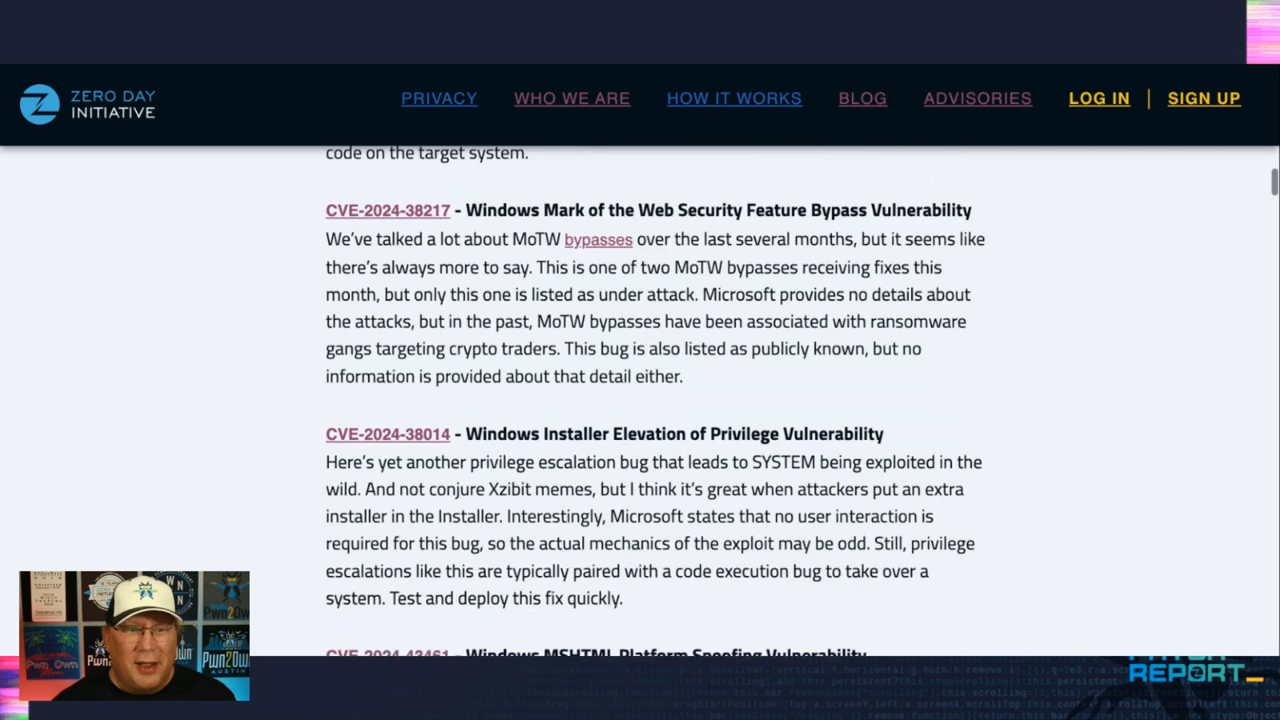 ZERO DAY
INITIATIVE
PRIVACY WHO WE ARE HOW IT WORKS BLOG ADVISORIES LOG IN | SIGN UP
code on the target system.
CVE-2024-38217 - Windows Mark of the Web Security Feature Bypass Vulnerability
We’ve talked a lot about MoTW bypasses over the last several months, but it seems like
there’s always more to say. This is one of two MoTW bypasses receiving fixes this
month, but only this one is listed as under attack. Microsoft provides no details about
the attacks, but in the past, MoTW bypasses have been associated with ransomware
gangs targeting crypto traders. This bug is also listed as publicly known, but no
information is provided about that detail either.
CVE-2024-38014 - Windows Installer Elevation of Privilege Vulnerability
Here’s yet another privilege escalation bug that leads to SYSTEM being exploited in the
wild. And not conjure Xzibit memes, but I think it’s great when attackers put an extra
installer in the Installer. Interestingly, Microsoft states that no user interaction is
required for this bug, so the actual mechanics of the exploit may be odd. Still, privilege
escalations like this are typically paired with a code execution bug to take over a
system. Test and deploy this fix quickly.
CVE-2024-43461 - Windows MSHTML Platform Spoofing Vulnerability
Pwn2Own
Pwn Own
Pwn2Own
AUSTIN
REPORT_